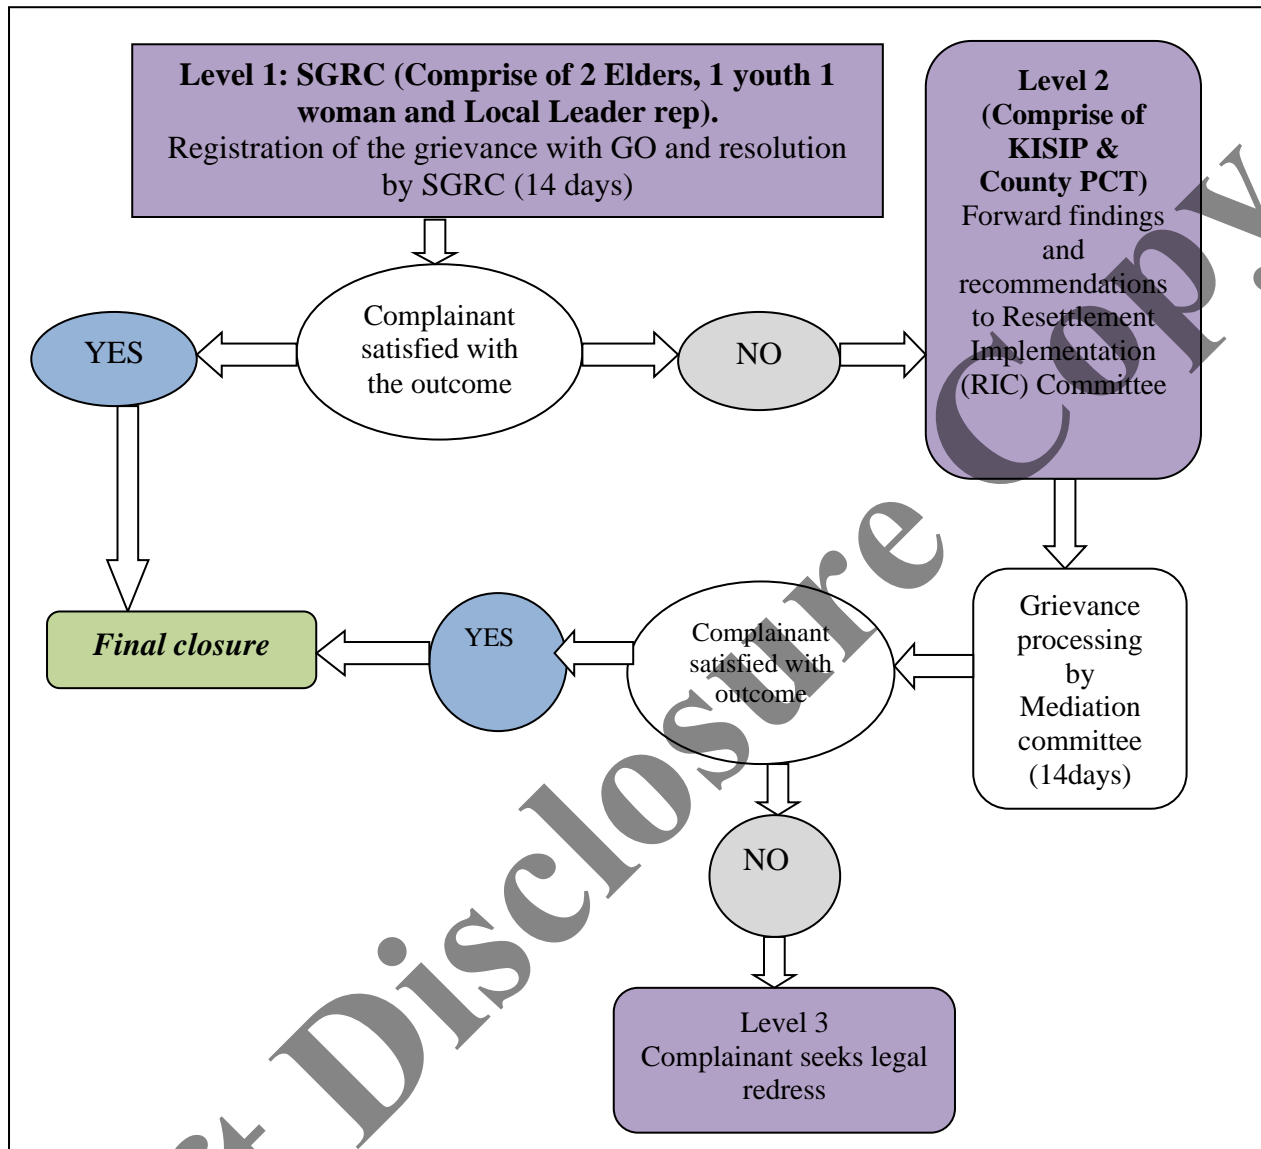 Level 1: SGRC (Comprise of 2 Elders, 1 youth 1
woman and Local Leader rep).
Registration of the grievance with GO and resolution
by SGRC (14 days)
Level 2
(Comprise of
KISIP &
County PCT)
Forward findings
and
recommendations
to Resettlement
Implementation
(RIC) Committee
Complainant
satisfied with
the outcome
YES
NO
Grievance
processing
by
Mediation
committee
(14days)
Complainant
satisfied with
outcome
YES
Final closure
NO
Level 3
Complainant seeks legal
redress
Disclosure Copy